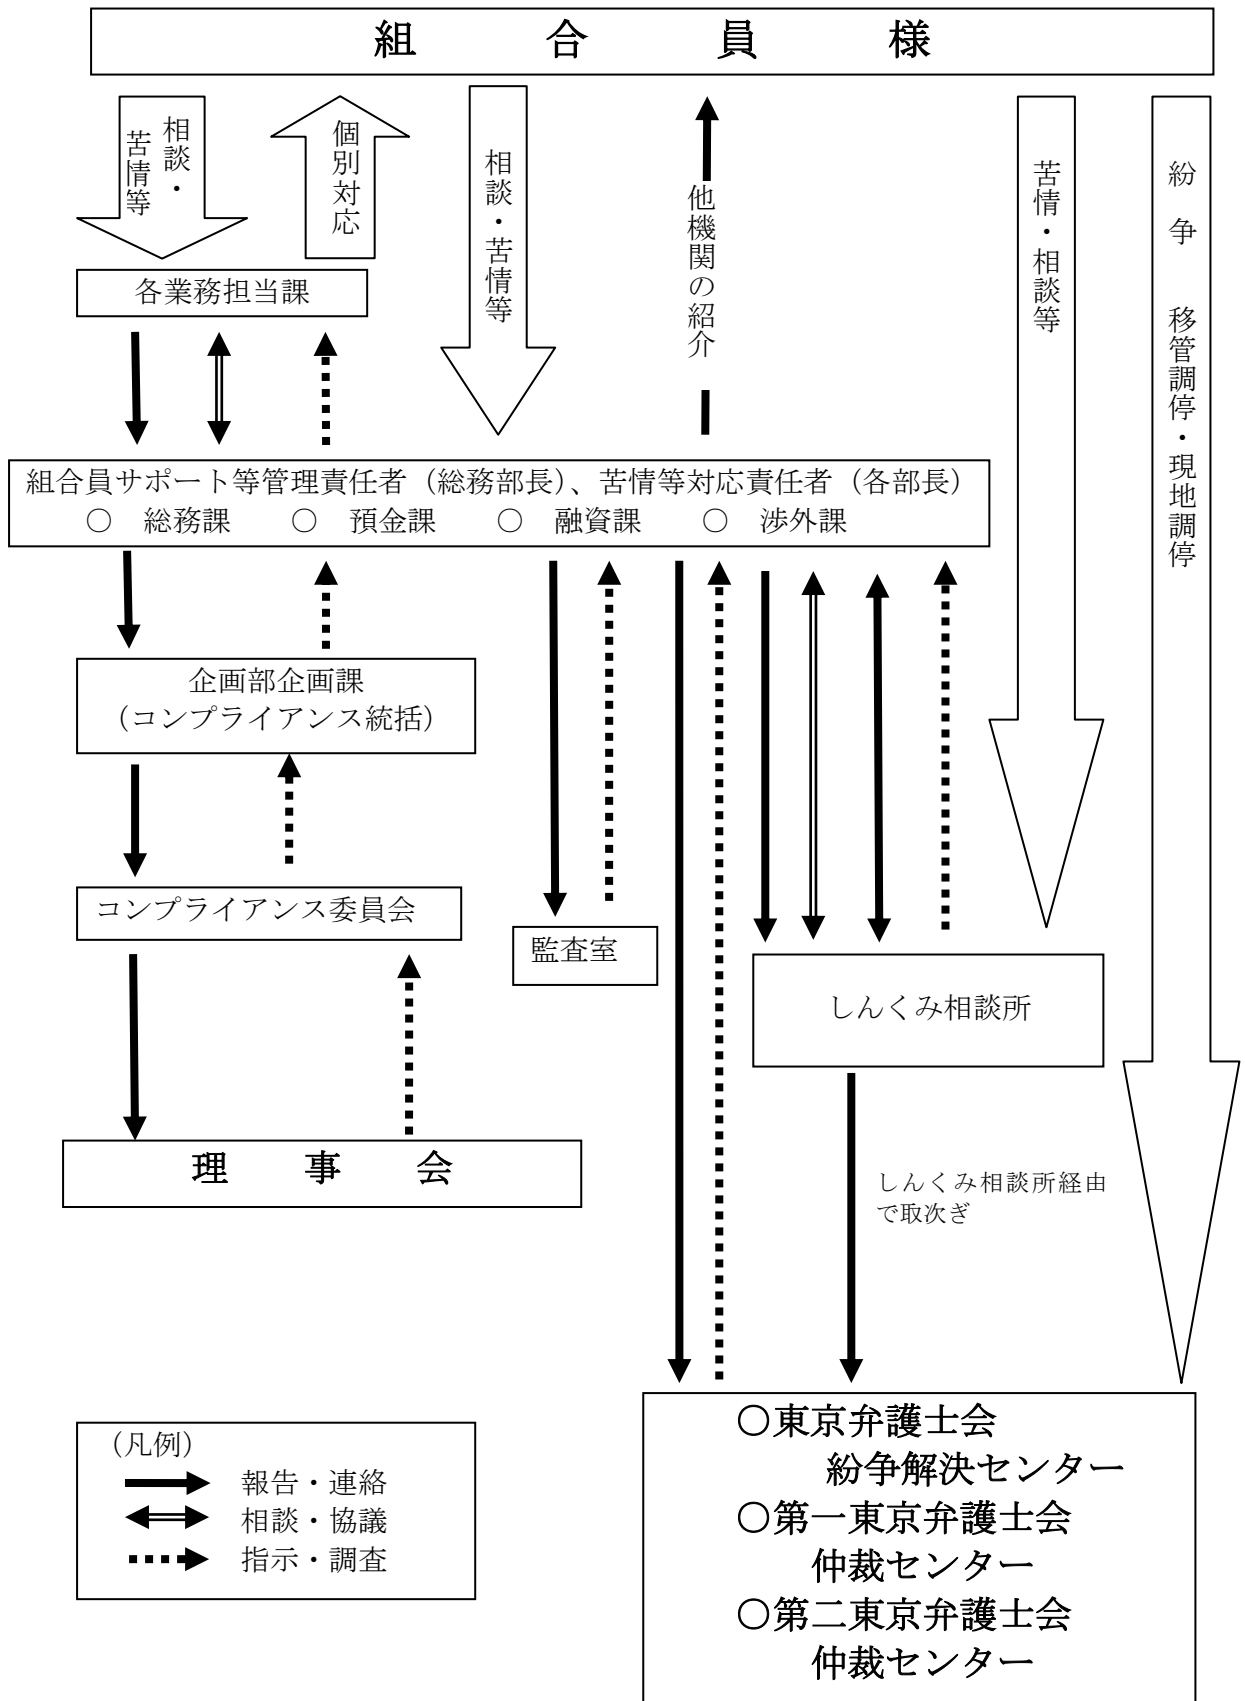 組　合　員　様
相談・
苦情等
個別対応
相談・苦情等
他機関の紹介
苦情・相談等
紛　争　　移管調停・現地調停
各業務担当課
組合員サポート等管理責任者（総務部長）、苦情等対応責任者（各部長）
○　総務課　　○　預金課　　○　融資課　　○　渉外課
企画部企画課
（コンプライアンス統括）
コンプライアンス委員会
監査室
しんくみ相談所
理　事　会
しんくみ相談所経由
で取次ぎ
（凡例）
報告・連絡
相談・協議
指示・調査
○東京弁護士会
紛争解決センター
○第一東京弁護士会
仲裁センター
○第二東京弁護士会
仲裁センター